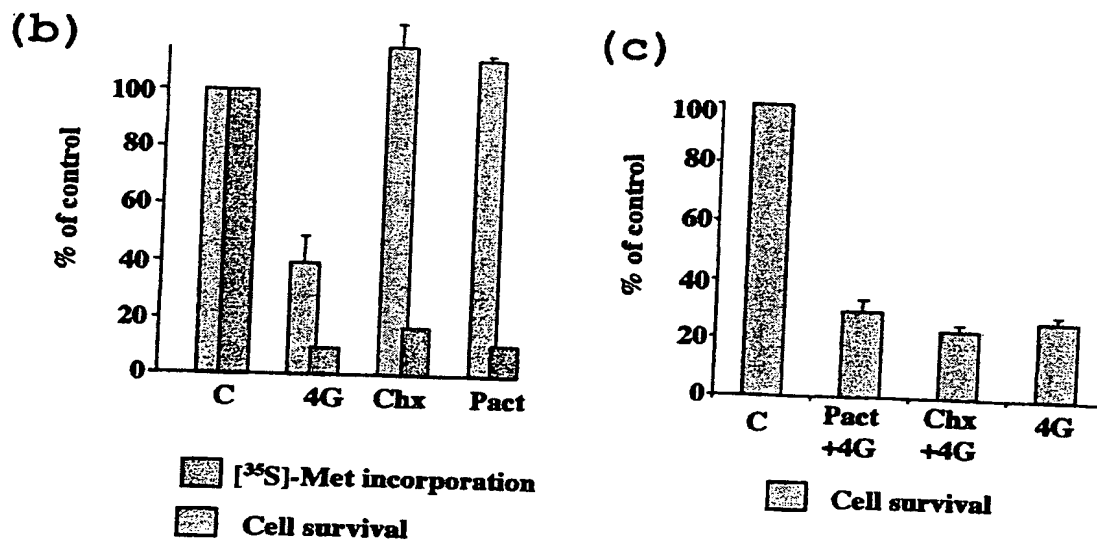 (b)
% of control
100
80
60
40
20
0
C 4G Chx Pact
[³⁵S]-Met incorporation
Cell survival
(c)
% of control
100
80
60
40
20
0
C Pact +4G Chx +4G 4G
Cell survival